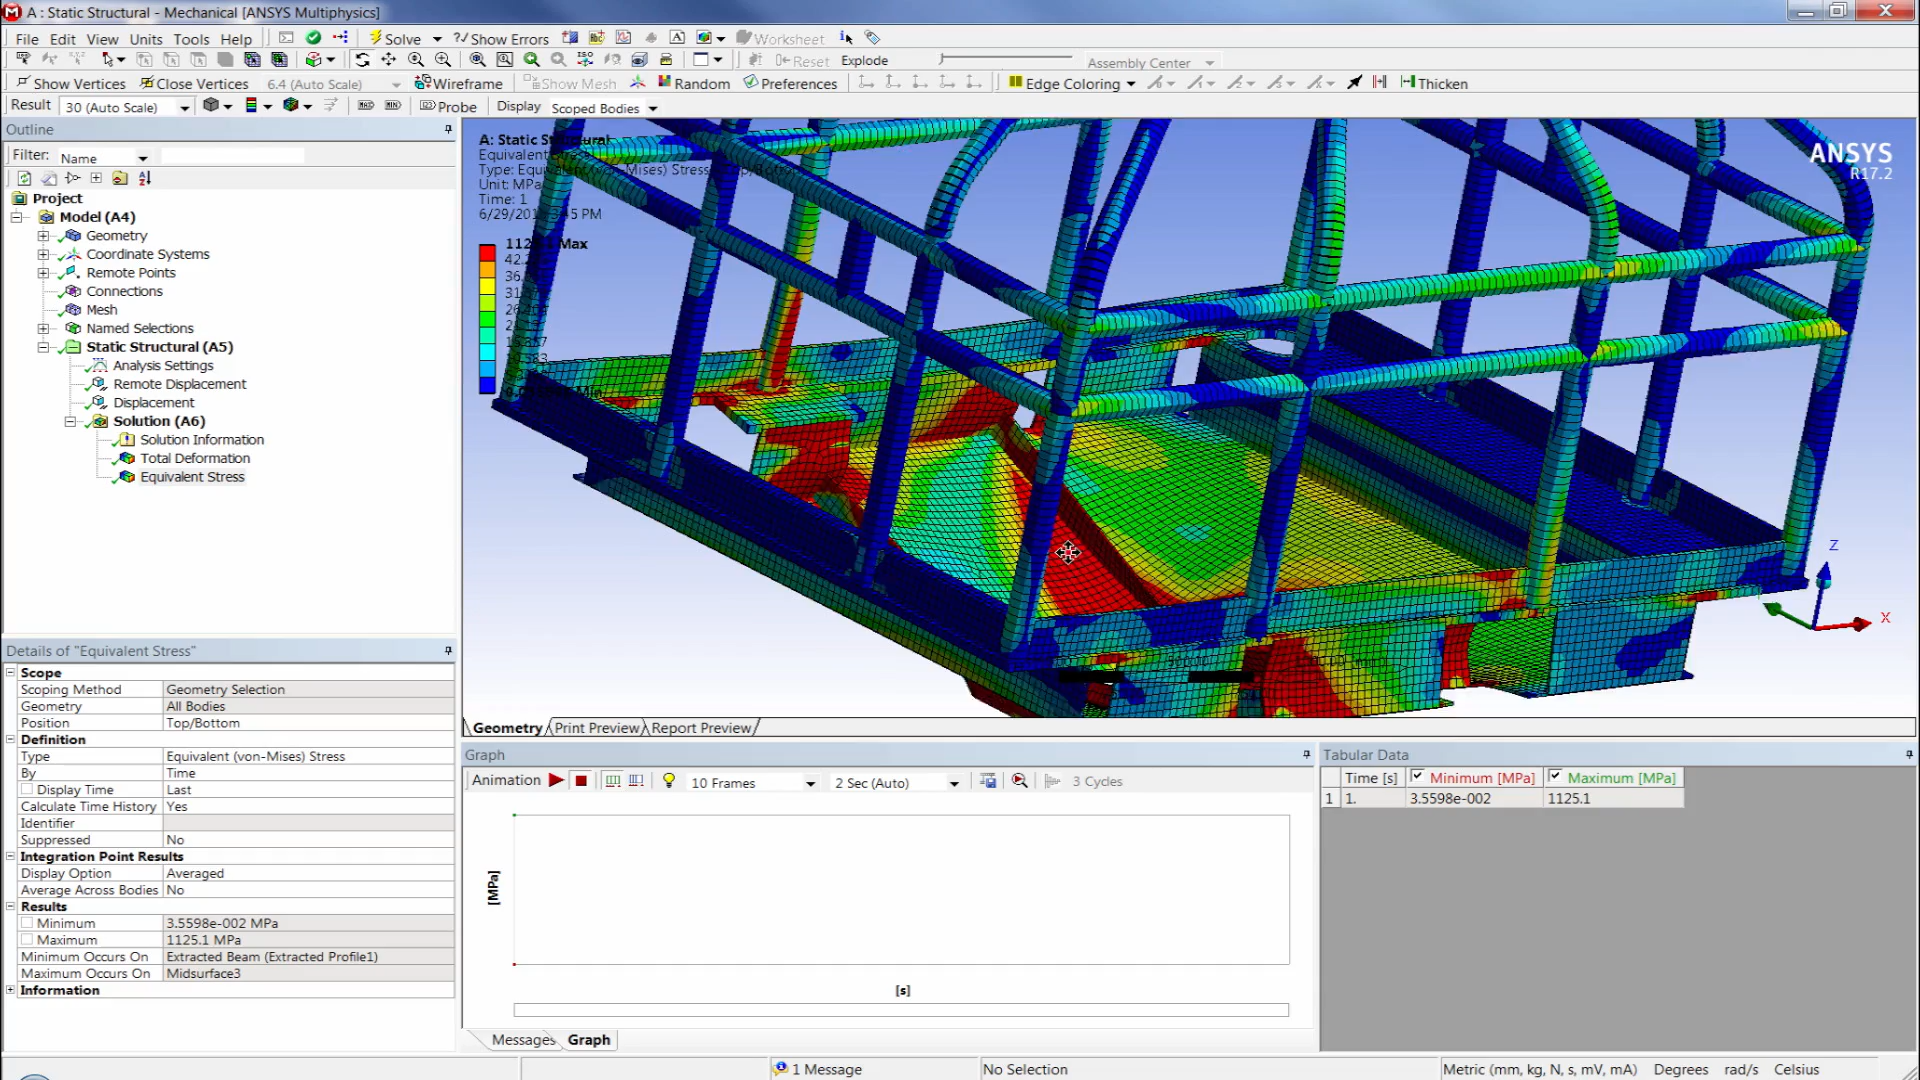 A : Static Structural - Mechanical [ANSYS Multiphysics]
File Edit View Units Tools Help Solve Show Errors Worksheet
Reset Explode Assembly Center
Show Vertices Close Vertices 6.4 (Auto Scale) Wireframe Show Mesh Random Preferences Edge Coloring Thicken
Result 30 (Auto Scale) Probe Display Scoped Bodies
Outline
Filter: Name
Project
Model (A4)
Geometry
Coordinate Systems
Remote Points
Connections
Mesh
Named Selections
Static Structural (A5)
Analysis Settings
Remote Displacement
Displacement
Solution (A6)
Solution Information
Total Deformation
Equivalent Stress
Details of "Equivalent Stress"
Scope
Scoping Method Geometry Selection
Geometry All Bodies
Position Top/Bottom
Definition
Type Equivalent (von-Mises) Stress
By Time
Display Time Last
Calculate Time History Yes
Identifier
Suppressed No
Integration Point Results
Display Option Averaged
Average Across Bodies No
Results
Minimum 3.5598e-002 MPa
Maximum 1125.1 MPa
Minimum Occurs On Extracted Beam (Extracted Profile1)
Maximum Occurs On Midsurface3
Information
A: Static Structural
Equivalent Stress
Type: Equivalent (von-Mises) Stress
Unit: MPa
Time: 1
Max
Min
ANSYS
R17.2
Z
X
Geometry Print Preview Report Preview
Graph
Animation 10 Frames 2 Sec (Auto) 3 Cycles
[MPa]
[s]
Messages Graph
Tabular Data
Time [s] Minimum [MPa] Maximum [MPa]
1 1. 3.5598e-002 1125.1
1 Message No Selection Metric (mm, kg, N, s, mV, mA) Degrees rad/s Celsius